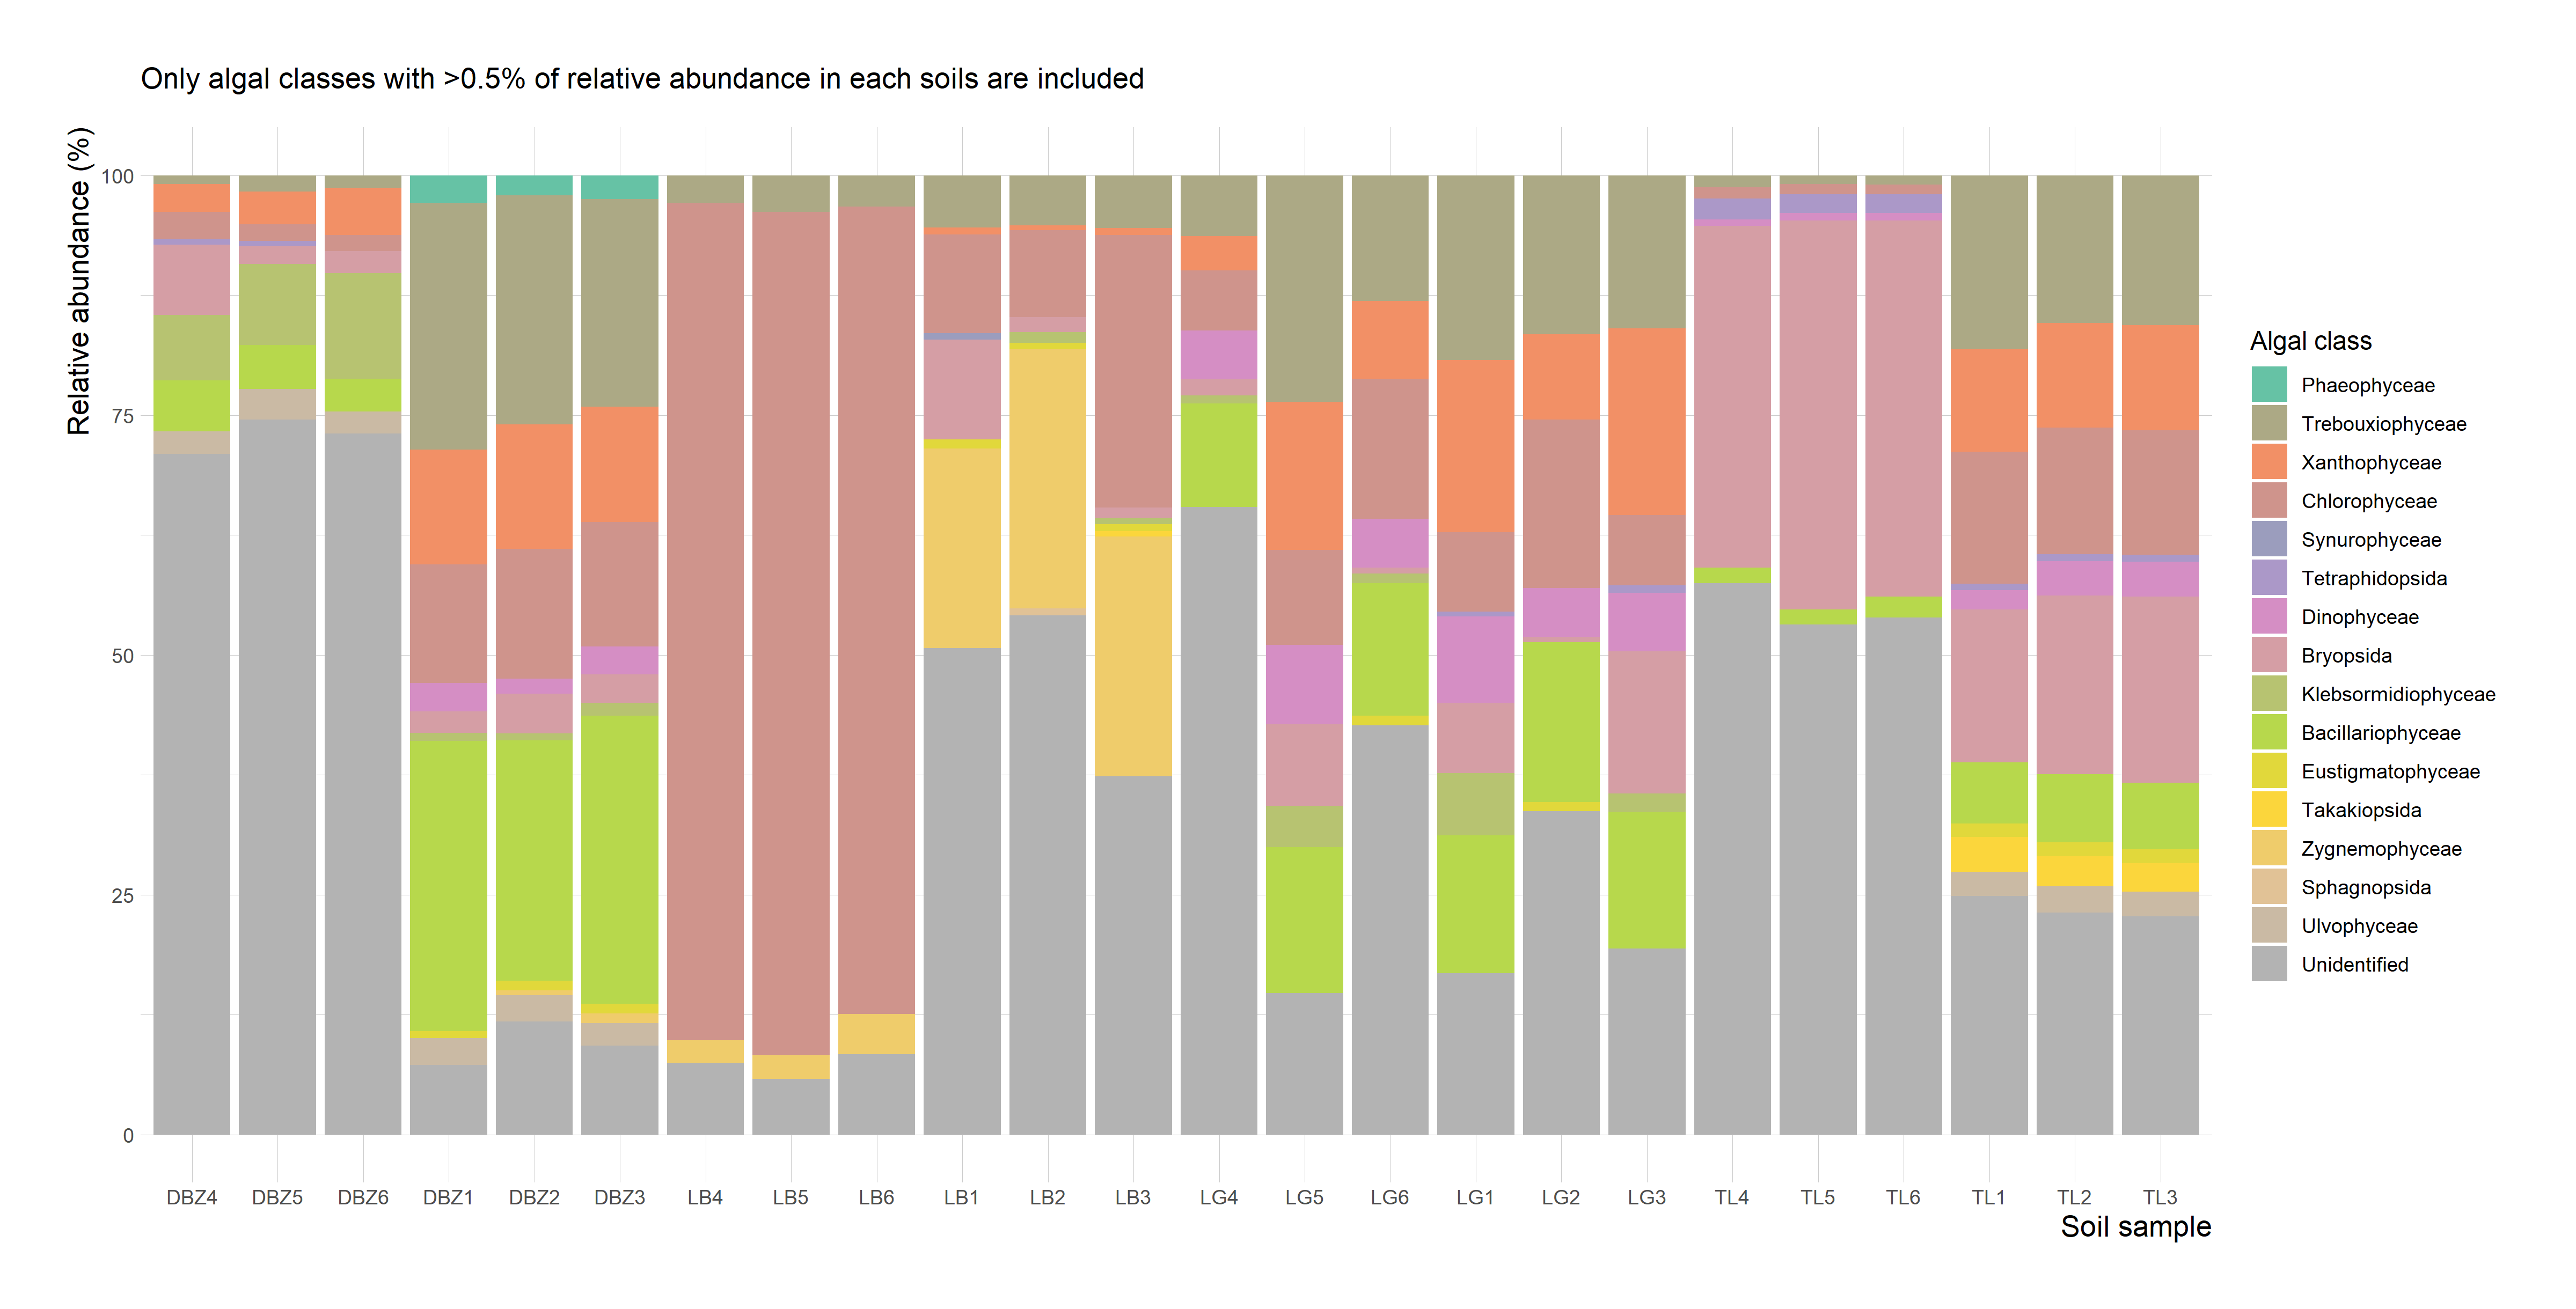 Only algal classes with >0.5% of relative abundance in each soils are included
Relative abundance (%)
100
75
50
25
0
DBZ4 DBZ5 DBZ6 DBZ1 DBZ2 DBZ3 LB4 LB5 LB6 LB1 LB2 LB3 LG4 LG5 LG6 LG1 LG2 LG3 TL4 TL5 TL6 TL1 TL2 TL3
Soil sample
Algal class
Phaeophyceae
Trebouxiophyceae
Xanthophyceae
Chlorophyceae
Synurophyceae
Tetraphidopsida
Dinophyceae
Bryopsida
Klebsormidiophyceae
Bacillariophyceae
Eustigmatophyceae
Takakiopsida
Zygnemophyceae
Sphagnopsida
Ulvophyceae
Unidentified